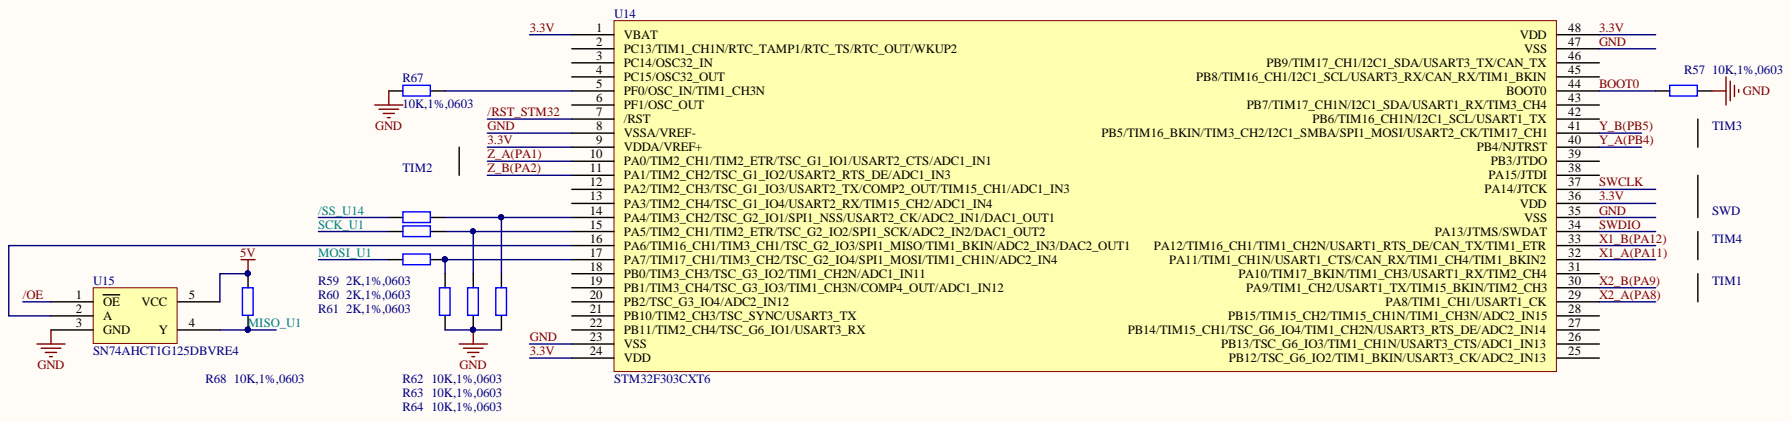 U14
3.3V 1 VBAT
2 PC13/TIM1_CH1N/RTC_TAMP1/RTC_TS/RTC_OUT/WKUP2
3 PC14/OSC32_IN
4 PC15/OSC32_OUT
R67
5 PF0/OSC_IN/TIM1_CH3N
10K,1%,0603
6 PF1/OSC_OUT
GND
/RST_STM32 7 /RST
GND 8 VSSA/VREF-
3.3V 9 VDDA/VREF+
Z_A(PA1) 10 PA0/TIM2_CH1/TIM2_ETR/TSC_G1_IO1/USART2_CTS/ADC1_IN1
TIM2
Z_B(PA2) 11 PA1/TIM2_CH2/TSC_G1_IO2/USART2_RTS_DE/ADC1_IN3
12 PA2/TIM2_CH3/TSC_G1_IO3/USART2_TX/COMP2_OUT/TIM15_CH1/ADC1_IN3
13 PA3/TIM2_CH4/TSC_G1_IO4/USART2_RX/TIM15_CH2/ADC1_IN4
/SS_U14 14 PA4/TIM3_CH2/TSC_G2_IO1/SPI1_NSS/USART2_CK/ADC2_IN1/DAC1_OUT1
SCK_U1 15 PA5/TIM2_CH1/TIM2_ETR/TSC_G2_IO2/SPI1_SCK/ADC2_IN2/DAC1_OUT2
16 PA6/TIM16_CH1/TIM3_CH1/TSC_G2_IO3/SPI1_MISO/TIM1_BKIN/ADC2_IN3/DAC2_OUT1
MOSI_U1 17 PA7/TIM17_CH1/TIM3_CH2/TSC_G2_IO4/SPI1_MOSI/TIM1_CH1N/ADC2_IN4
18 PB0/TIM3_CH3/TSC_G3_IO2/TIM1_CH2N/ADC1_IN11
19 PB1/TIM3_CH4/TSC_G3_IO3/TIM1_CH3N/COMP4_OUT/ADC1_IN12
20 PB2/TSC_G3_IO4/ADC2_IN12
21 PB10/TIM2_CH3/TSC_SYNC/USART3_TX
22 PB11/TIM2_CH4/TSC_G6_IO1/USART3_RX
GND 23 VSS
3.3V 24 VDD
STM32F303CXT6
VDD 48 3.3V
VSS 47 GND
PB9/TIM17_CH1/I2C1_SDA/USART3_TX/CAN_TX 46
PB8/TIM16_CH1/I2C1_SCL/USART3_RX/CAN_RX/TIM1_BKIN 45
R57 10K,1%,0603
BOOT0 44 BOOT0
GND
PB7/TIM17_CH1N/I2C1_SDA/USART1_RX/TIM3_CH4 43
PB6/TIM16_CH1N/I2C1_SCL/USART1_TX 42
PB5/TIM16_BKIN/TIM3_CH2/I2C1_SMBA/SPI1_MOSI/USART2_CK/TIM17_CH1 41 Y_B(PB5)
TIM3
PB4/NJTRST 40 Y_A(PB4)
PB3/JTDO 39
PA15/JTDI 38
PA14/JTCK 37 SWCLK
VDD 36 3.3V
VSS 35 GND
SWD
PA13/JTMS/SWDAT 34 SWDIO
PA12/TIM16_CH1/TIM1_CH2N/USART1_RTS_DE/CAN_TX/TIM1_ETR 33 X1_B(PA12)
TIM4
PA11/TIM1_CH1N/USART1_CTS/CAN_RX/TIM1_CH4/TIM1_BKIN2 32 X1_A(PA11)
PA10/TIM17_BKIN/TIM1_CH3/USART1_RX/TIM2_CH4 31
PA9/TIM1_CH2/USART1_TX/TIM15_BKIN/TIM2_CH3 30 X2_B(PA9)
TIM1
PA8/TIM1_CH1/USART1_CK 29 X2_A(PA8)
PB15/TIM15_CH2/TIM15_CH1N/TIM1_CH3N/ADC2_IN15 28
PB14/TIM15_CH1/TSC_G6_IO4/TIM1_CH2N/USART3_RTS_DE/ADC2_IN14 27
PB13/TSC_G6_IO3/TIM1_CH1N/USART3_CTS/ADC1_IN13 26
PB12/TSC_G6_IO2/TIM1_BKIN/USART3_CK/ADC2_IN13 25
5V
U15
/OE 1 OE VCC 5
2 A
3 GND Y 4 MISO_U1
SN74AHCT1G125DBVRE4
GND
R68 10K,1%,0603
R59 2K,1%,0603
R60 2K,1%,0603
R61 2K,1%,0603
GND
R62 10K,1%,0603
R63 10K,1%,0603
R64 10K,1%,0603